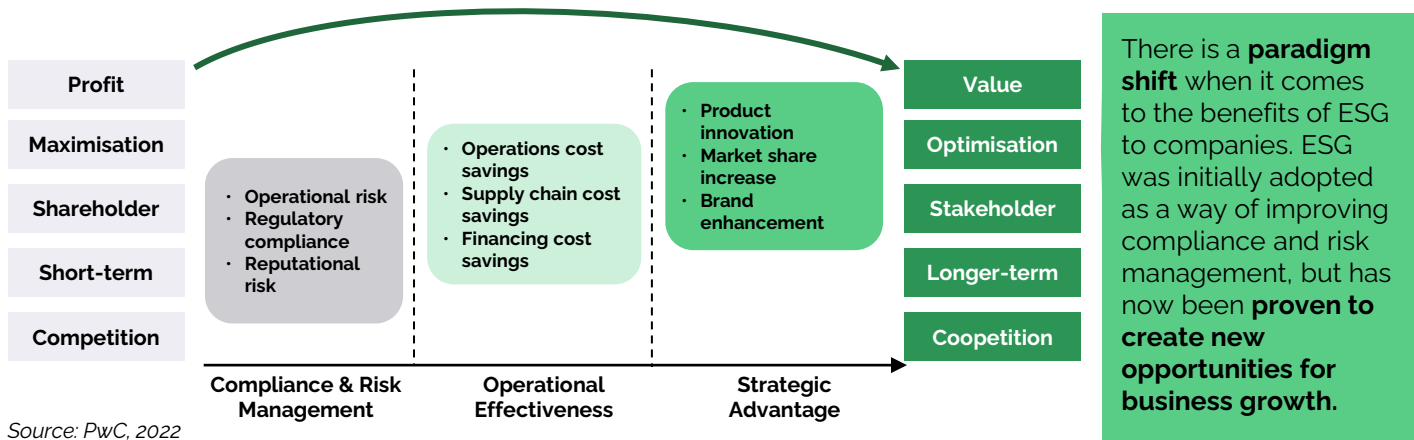 Profit
Maximisation
Shareholder
Short-term
Competition
• Operational risk
• Regulatory
compliance
• Reputational
risk
• Operations cost
savings
• Supply chain cost
savings
• Financing cost
savings
• Product
innovation
• Market share
increase
• Brand
enhancement
Compliance & Risk
Management
Operational
Effectiveness
Strategic
Advantage
Value
Optimisation
Stakeholder
Longer-term
Coopetition
There is a paradigm
shift when it comes
to the benefits of ESG
to companies. ESG
was initially adopted
as a way of improving
compliance and risk
management, but has
now been proven to
create new
opportunities for
business growth.
Source: PwC, 2022